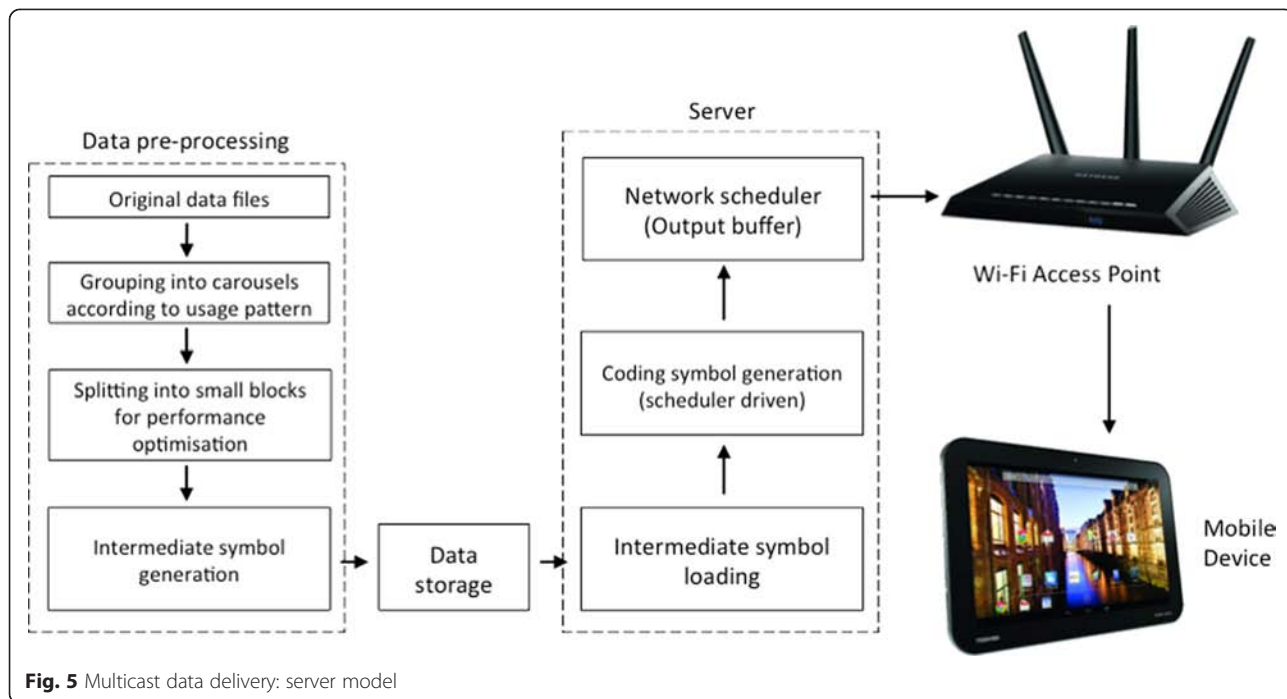 Data pre-processing
Original data files
Grouping into carousels
according to usage pattern
Splitting into small blocks
for performance
optimisation
Intermediate symbol
generation
Data
storage
Server
Network scheduler
(Output buffer)
Coding symbol generation
(scheduler driven)
Intermediate symbol
loading
NETGEAR
Wi-Fi Access Point
Mobile
Device
TOSHIBA
Fig. 5 Multicast data delivery: server model